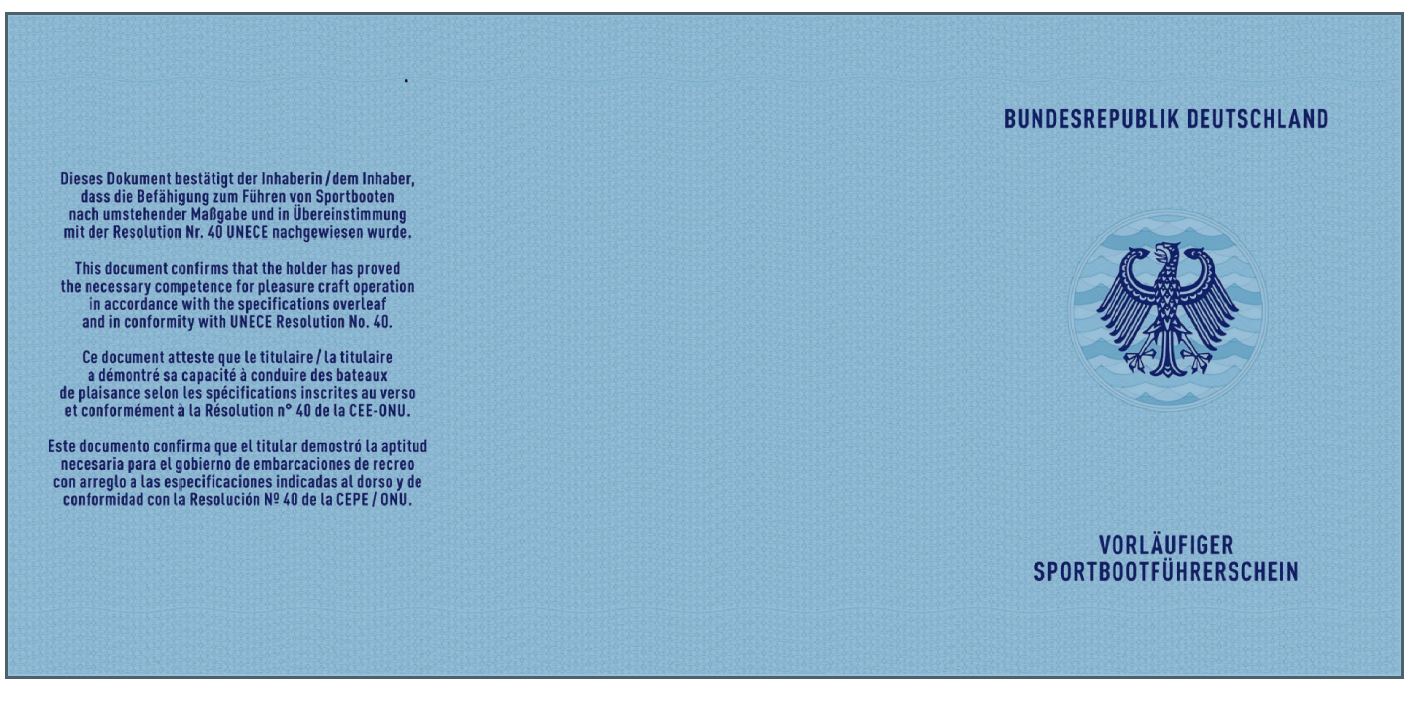 Dieses Dokument bestätigt der Inhaberin / dem Inhaber,
dass die Befähigung zum Führen von Sportbooten
nach umstehender Maßgabe und in Übereinstimmung
mit der Resolution Nr. 40 UNECE nachgewiesen wurde.
This document confirms that the holder has proved
the necessary competence for pleasure craft operation
in accordance with the specifications overleaf
and in conformity with UNECE Resolution No. 40.
Ce document atteste que le titulaire / la titulaire
a démontré sa capacité à conduire des bateaux
de plaisance selon les spécifications inscrites au verso
et conformément à la Résolution n° 40 de la CEE-ONU.
Este documento confirma que el titular demostró la aptitud
necesaria para el gobierno de embarcaciones de recreo
con arreglo a las especificaciones indicadas al dorso y de
conformidad con la Resolución Nº 40 de la CEPE / ONU.
BUNDESREPUBLIK DEUTSCHLAND
VORLÄUFIGER
SPORTBOOTFÜHRERSCHEIN